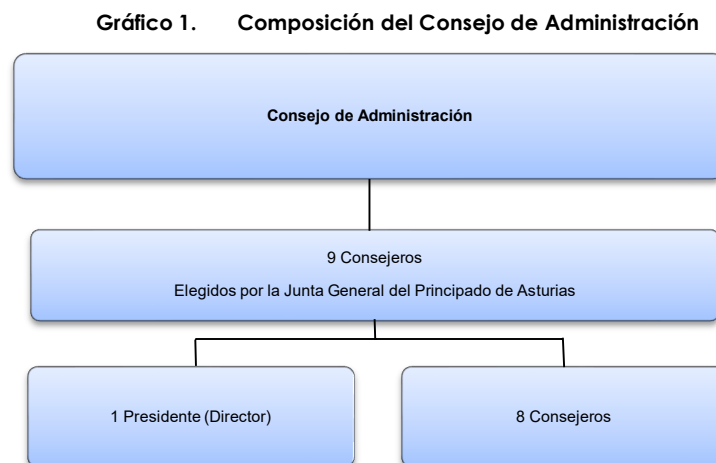 Gráfico 1. Composición del Consejo de Administración
Consejo de Administración
9 Consejeros
Elegidos por la Junta General del Principado de Asturias
1 Presidente (Director)
8 Consejeros